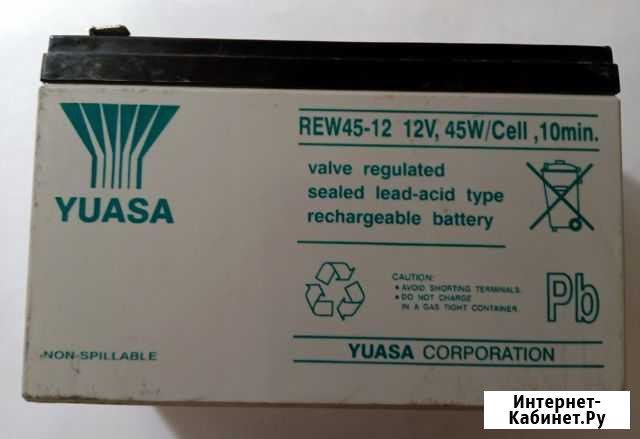 YUASA
REW45-12 12V, 45W/Cell ,10min.
valve regulated
sealed lead-acid type
rechargeable battery
CAUTION:
• AVOID SHORTING TERMINALS.
• DO NOT CHARGE
IN A GAS TIGHT CONTAINER.
Pb
NON-SPILLABLE
YUASA CORPORATION
Интернет-
Кабинет.Ру